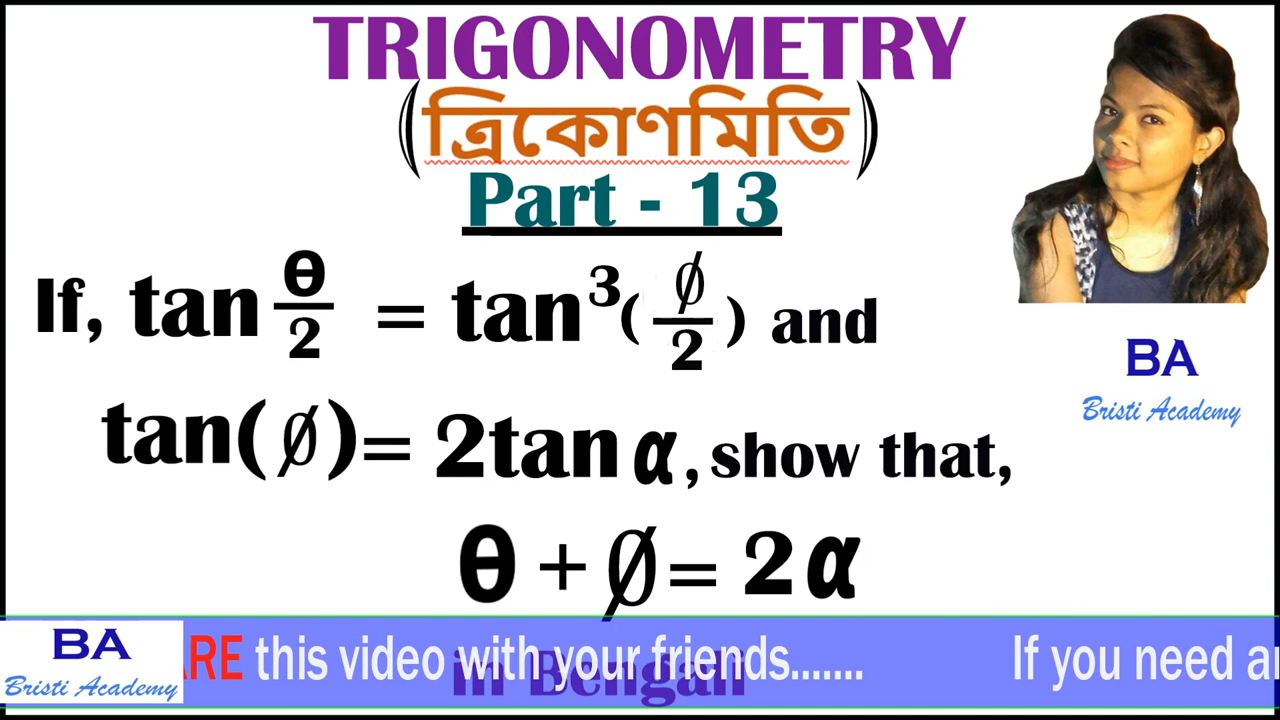 TRIGONOMETRY
(ত্রিকোণমিতি)
Part - 13
If, tan θ/2 = tan³(∅/2) and
tan(∅)= 2tan α, show that,
θ + ∅ = 2α
BA
Bristi Academy
ARE this video with your friends....... If you need
in Bengali
BA
Bristi Academy